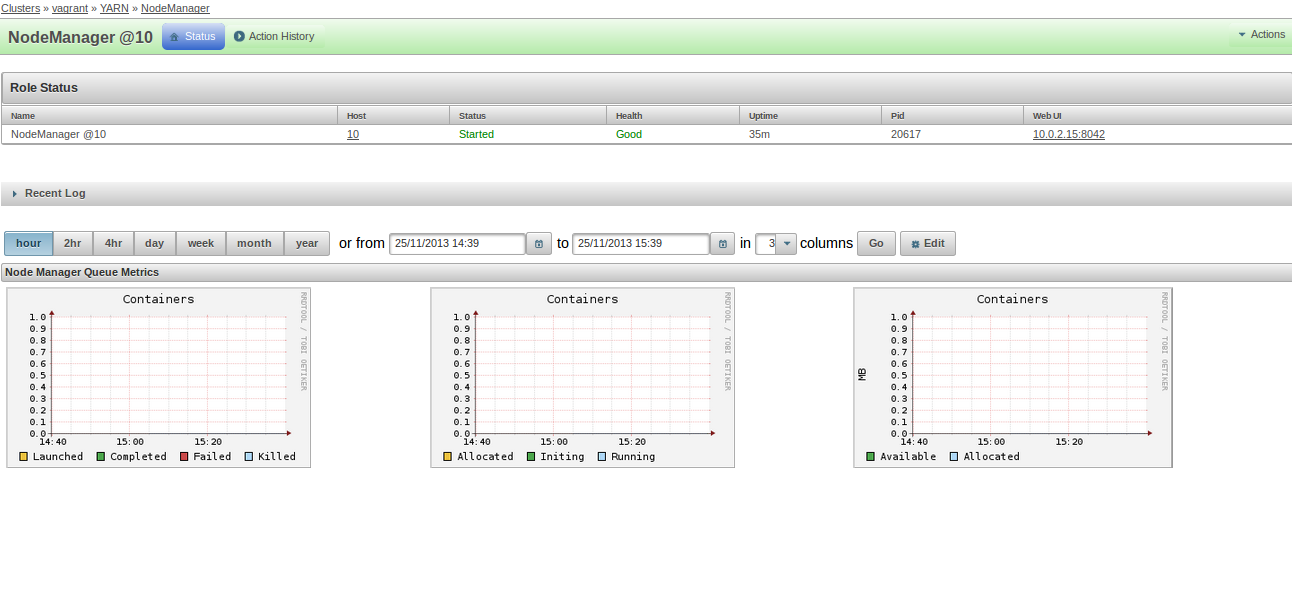 Clusters » vagrant » YARN » NodeManager
NodeManager @10 Status Action History Actions
Role Status
Name Host Status Health Uptime Pid Web UI
NodeManager @10 10 Started Good 35m 20617 10.0.2.15:8042
Recent Log
hour 2hr 4hr day week month year or from 25/11/2013 14:39 to 25/11/2013 15:39 in 3 columns Go Edit
Node Manager Queue Metrics
Containers
RRDTOOL / TOBI OETIKER
1.0
0.9
0.8
0.7
0.6
0.5
0.4
0.3
0.2
0.1
0.0
14:40 15:00 15:20
Launched Completed Failed Killed
Containers
RRDTOOL / TOBI OETIKER
1.0
0.9
0.8
0.7
0.6
0.5
0.4
0.3
0.2
0.1
0.0
14:40 15:00 15:20
Allocated Initing Running
Containers
RRDTOOL / TOBI OETIKER
MB
1.0
0.9
0.8
0.7
0.6
0.5
0.4
0.3
0.2
0.1
0.0
14:40 15:00 15:20
Available Allocated